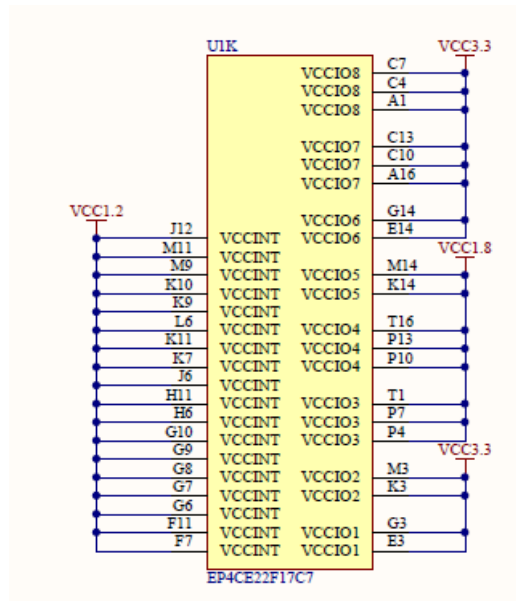 U1K
VCC3.3
VCCIO8 C7
VCCIO8 C4
VCCIO8 A1
VCCIO7 C13
VCCIO7 C10
VCCIO7 A16
VCC1.2
VCCIO6 G14
J12 VCCINT VCCIO6 E14
M11 VCCINT
VCC1.8
M9 VCCINT VCCIO5 M14
K10 VCCINT VCCIO5 K14
K9 VCCINT
L6 VCCINT VCCIO4 T16
K11 VCCINT VCCIO4 P13
K7 VCCINT VCCIO4 P10
J6 VCCINT
H11 VCCINT VCCIO3 T1
H6 VCCINT VCCIO3 P7
G10 VCCINT VCCIO3 P4
G9 VCCINT
VCC3.3
G8 VCCINT VCCIO2 M3
G7 VCCINT VCCIO2 K3
G6 VCCINT
F11 VCCINT VCCIO1 G3
F7 VCCINT VCCIO1 E3
EP4CE22F17C7